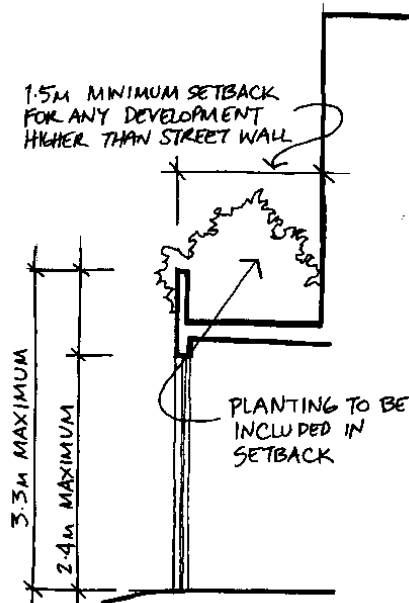 1.5M MINIMUM SETBACK
FOR ANY DEVELOPMENT
HIGHER THAN STREET WALL
3.3M MAXIMUM
2.4M MAXIMUM
PLANTING TO BE
INCLUDED IN
SETBACK